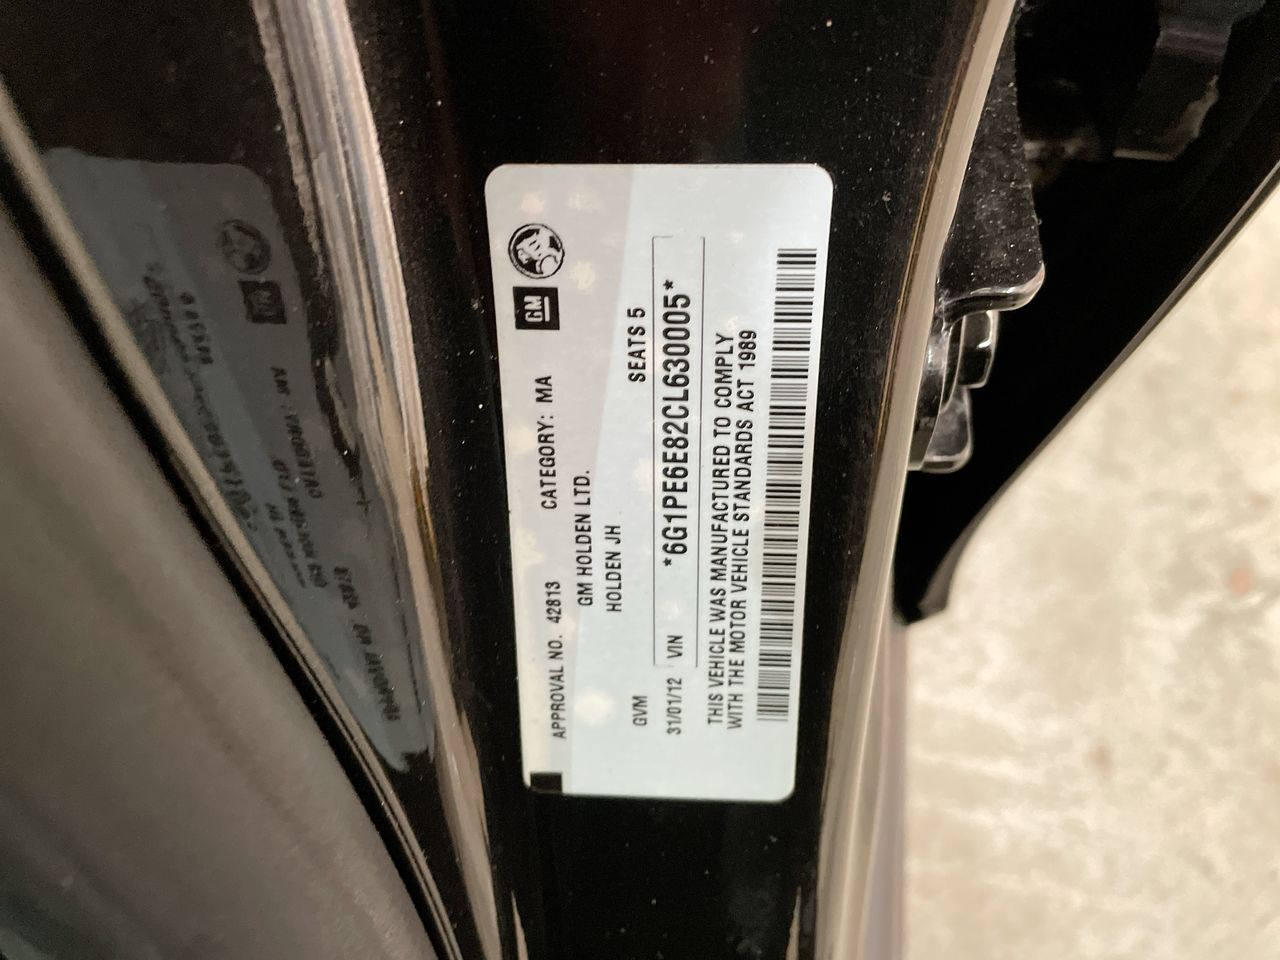 GM
APPROVAL NO. 42813 CATEGORY: MA
GM HOLDEN LTD.
HOLDEN JH
GVM SEATS 5
31/01/12 VIN *6G1PE6E82CL630005*
THIS VEHICLE WAS MANUFACTURED TO COMPLY
WITH THE MOTOR VEHICLE STANDARDS ACT 1989